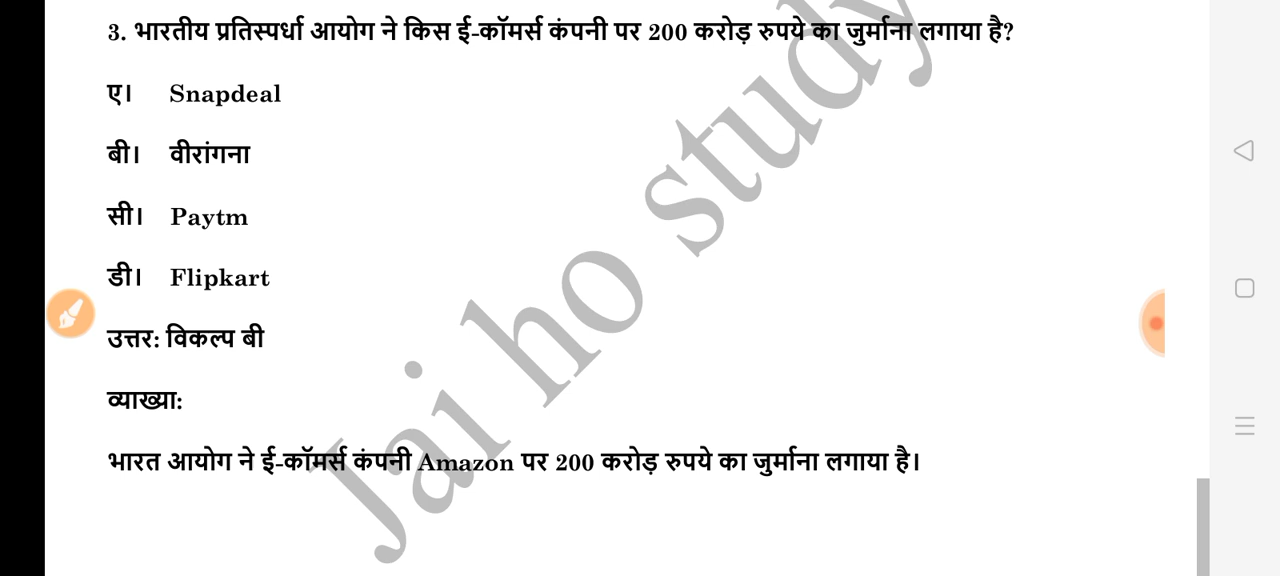 3. भारतीय प्रतिस्पर्धा आयोग ने किस ई-कॉमर्स कंपनी पर 200 करोड़ रुपये का जुर्माना लगाया है?
ए। Snapdeal
बी। वीरांगना
सी। Paytm
डी। Flipkart
उत्तर: विकल्प बी
व्याख्या:
भारत आयोग ने ई-कॉमर्स कंपनी Amazon पर 200 करोड़ रुपये का जुर्माना लगाया है।
Jai ho study